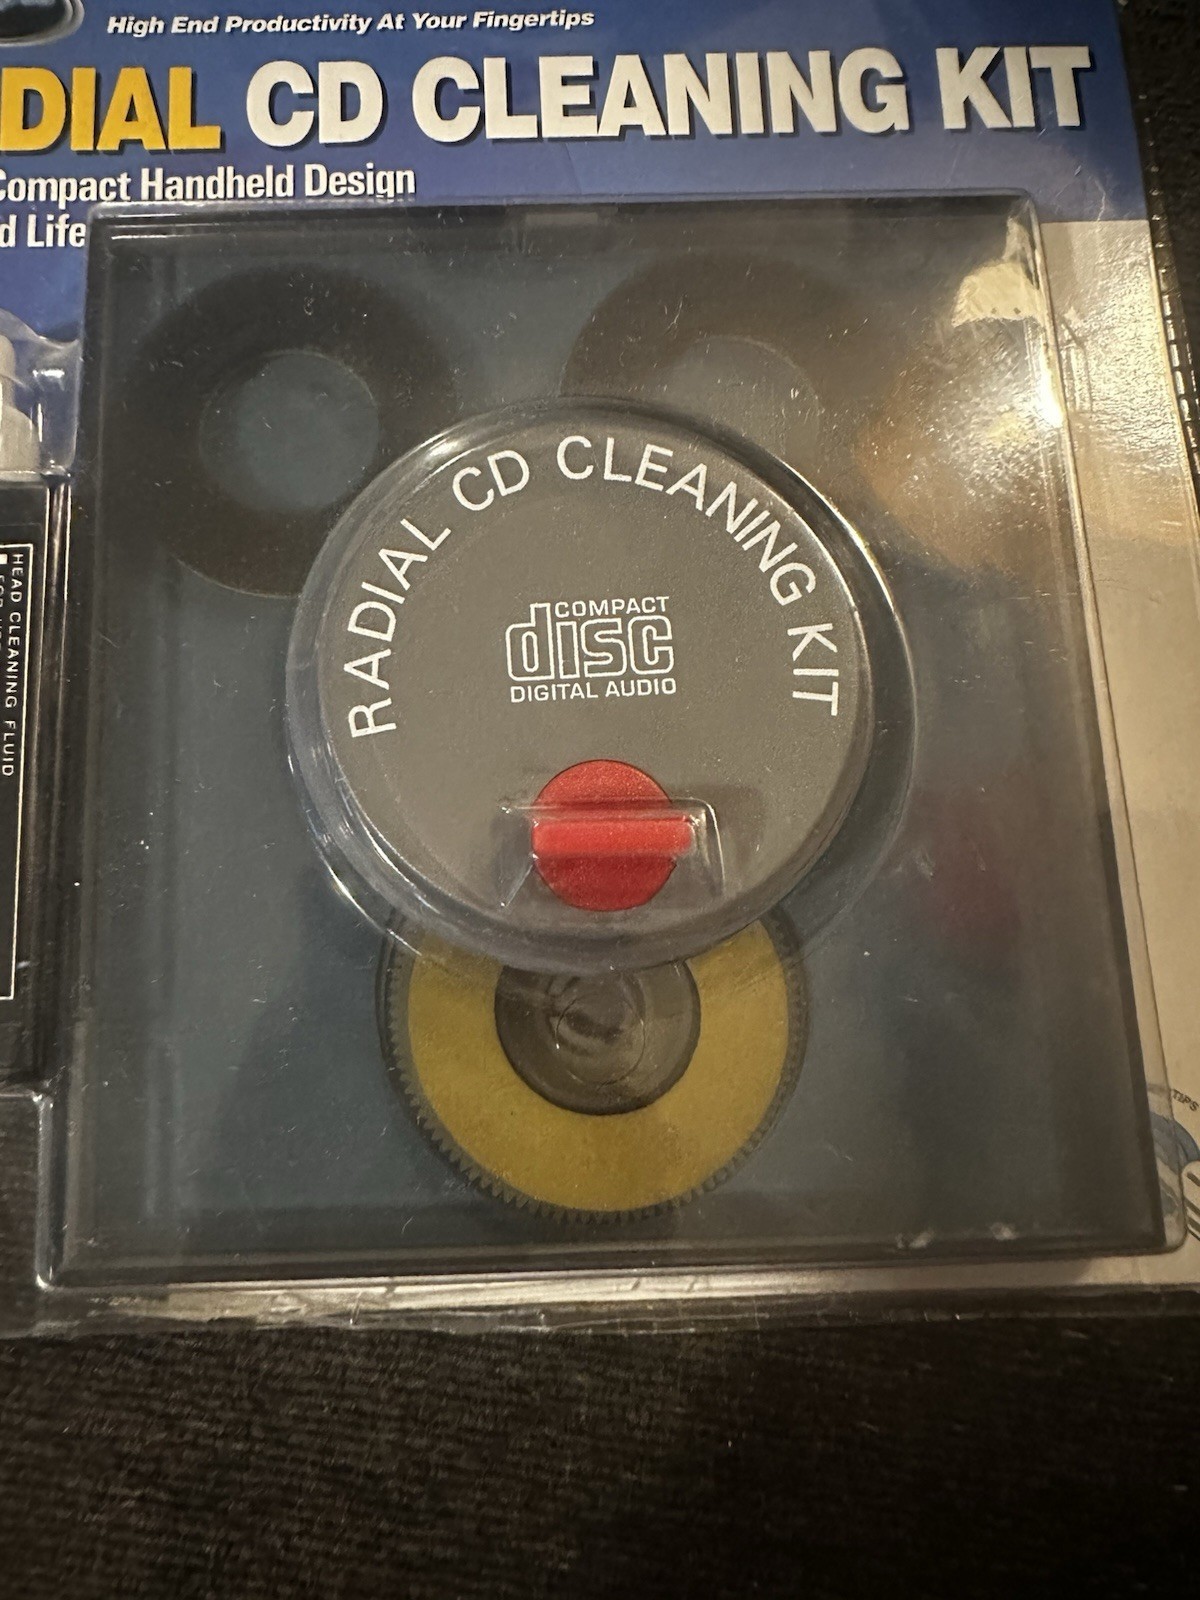 High End Productivity At Your Fingertips
DIAL CD CLEANING KIT
Compact Handheld Design
d Life
RADIAL CD CLEANING KIT
COMPACT
disc
DIGITAL AUDIO
HEAD CLEANING FLUID
TIPS